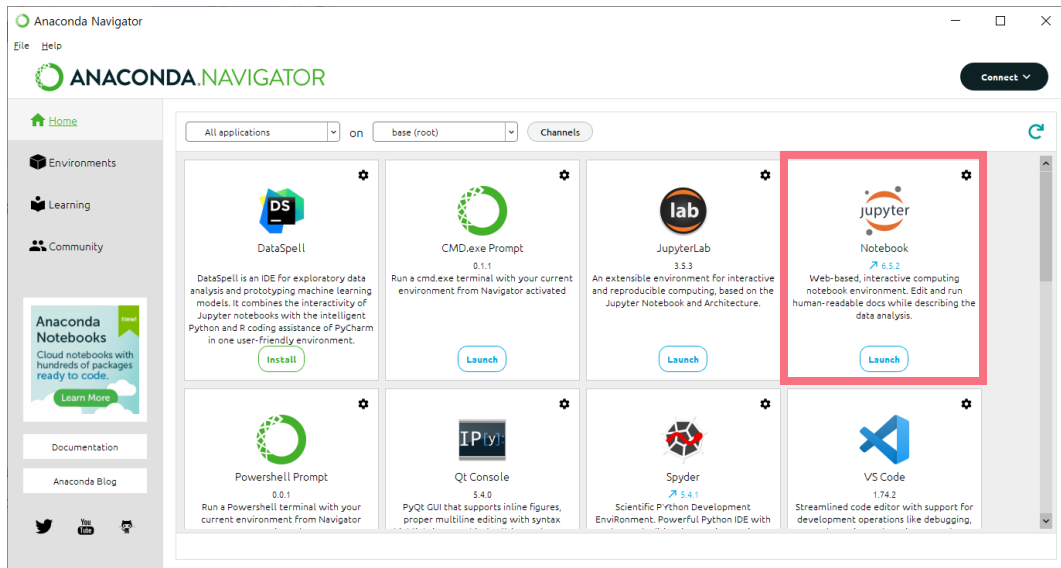 Anaconda Navigator
File Help
ANACONDA.NAVIGATOR
Connect
Home
Environments
Learning
Community
Anaconda
Notebooks
New!
Cloud notebooks with
hundreds of packages
ready to code.
Learn More
Documentation
Anaconda Blog
You
Tube
All applications on base (root) Channels
DS
DataSpell
DataSpell is an IDE for exploratory data
analysis and prototyping machine learning
models. It combines the interactivity of
Jupyter notebooks with the intelligent
Python and R coding assistance of PyCharm
in one user-friendly environment.
Install
CMD.exe Prompt
0.1.1
Run a cmd.exe terminal with your current
environment from Navigator activated
Launch
lab
JupyterLab
3.5.3
An extensible environment for interactive
and reproducible computing, based on the
Jupyter Notebook and Architecture.
Launch
jupyter
Notebook
6.5.2
Web-based, interactive computing
notebook environment. Edit and run
human-readable docs while describing the
data analysis.
Launch
Powershell Prompt
0.0.1
Run a Powershell terminal with your
current environment from Navigator
IP[y]:
Qt Console
5.4.0
PyQt GUI that supports inline figures,
proper multiline editing with syntax
Spyder
5.4.1
Scientific PYthon Development
EnviRonment. Powerful Python IDE with
VS Code
1.74.2
Streamlined code editor with support for
development operations like debugging,